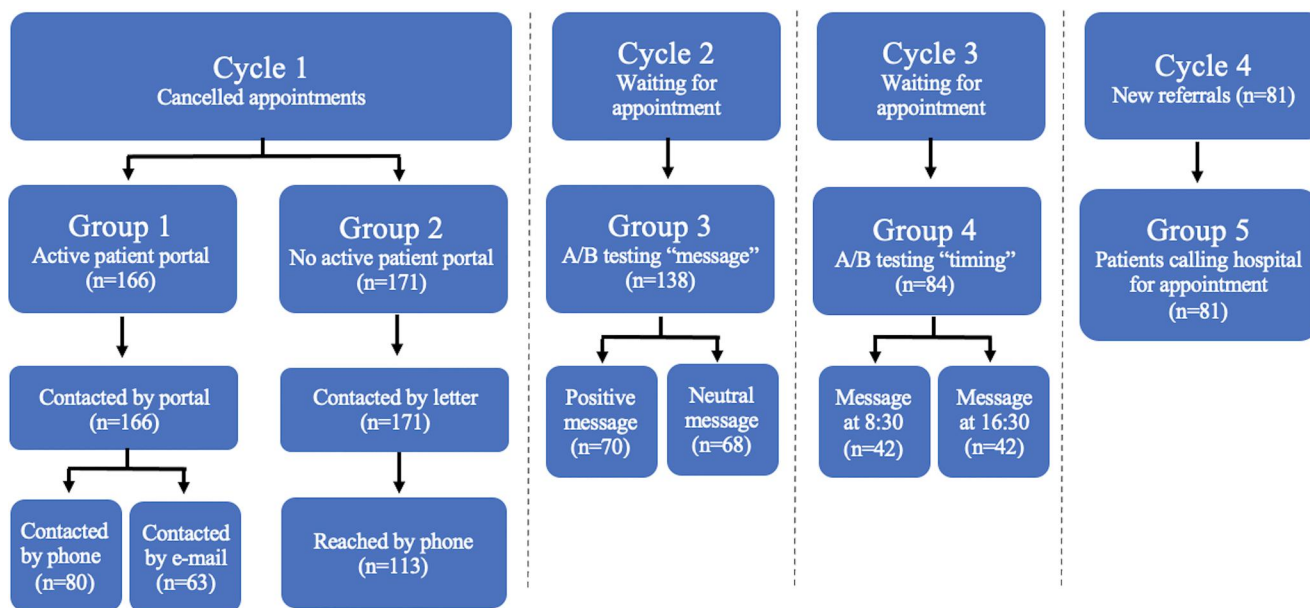 Cycle 1
Cancelled appointments
Group 1
Active patient portal
(n=166)
Group 2
No active patient portal
(n=171)
Contacted by portal
(n=166)
Contacted by letter
(n=171)
Contacted
by phone
(n=80)
Contacted
by e-mail
(n=63)
Reached by phone
(n=113)
Cycle 2
Waiting for
appointment
Group 3
A/B testing “message”
(n=138)
Positive
message
(n=70)
Neutral
message
(n=68)
Cycle 3
Waiting for
appointment
Group 4
A/B testing “timing”
(n=84)
Message
at 8:30
(n=42)
Message
at 16:30
(n=42)
Cycle 4
New referrals (n=81)
Group 5
Patients calling hospital
for appointment
(n=81)